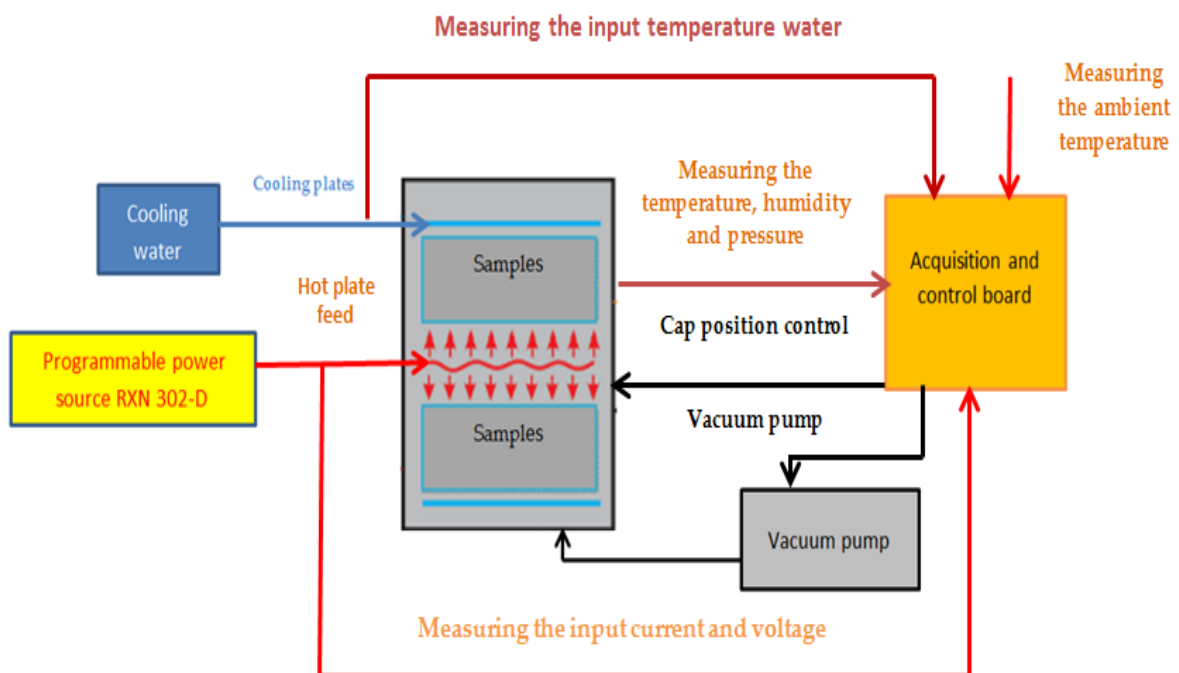 Measuring the input temperature water
Measuring
the ambient
temperature
Cooling plates
Cooling
water
Measuring the
temperature, humidity
and pressure
Samples
Acquisition and
control board
Hot plate
feed
Cap position control
Programmable power
source RXN 302-D
Vacuum pump
Samples
Vacuum pump
Measuring the input current and voltage